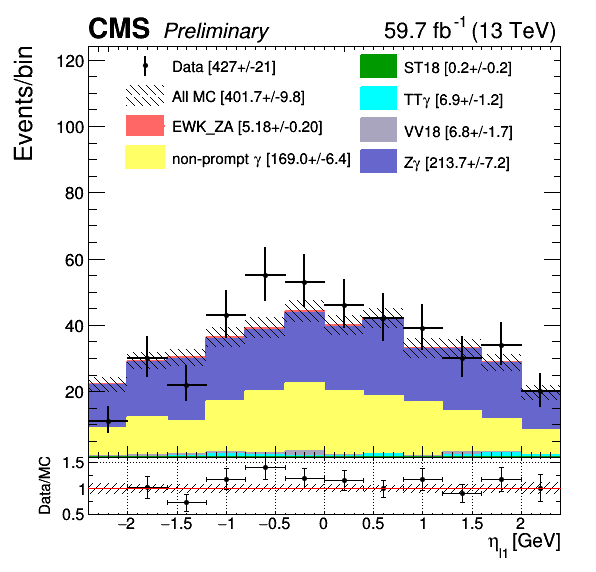 CMS Preliminary 59.7 fb⁻¹ (13 TeV)
Events/bin
Data [427+/-21]
All MC [401.7+/-9.8]
EWK_ZA [5.18+/-0.20]
non-prompt γ [169.0+/-6.4]
ST18 [0.2+/-0.2]
TTγ [6.9+/-1.2]
VV18 [6.8+/-1.7]
Zγ [213.7+/-7.2]
120
100
80
60
40
20
Data/MC
1.5
1
0.5
−2 −1.5 −1 −0.5 0 0.5 1 1.5 2
η_l1 [GeV]